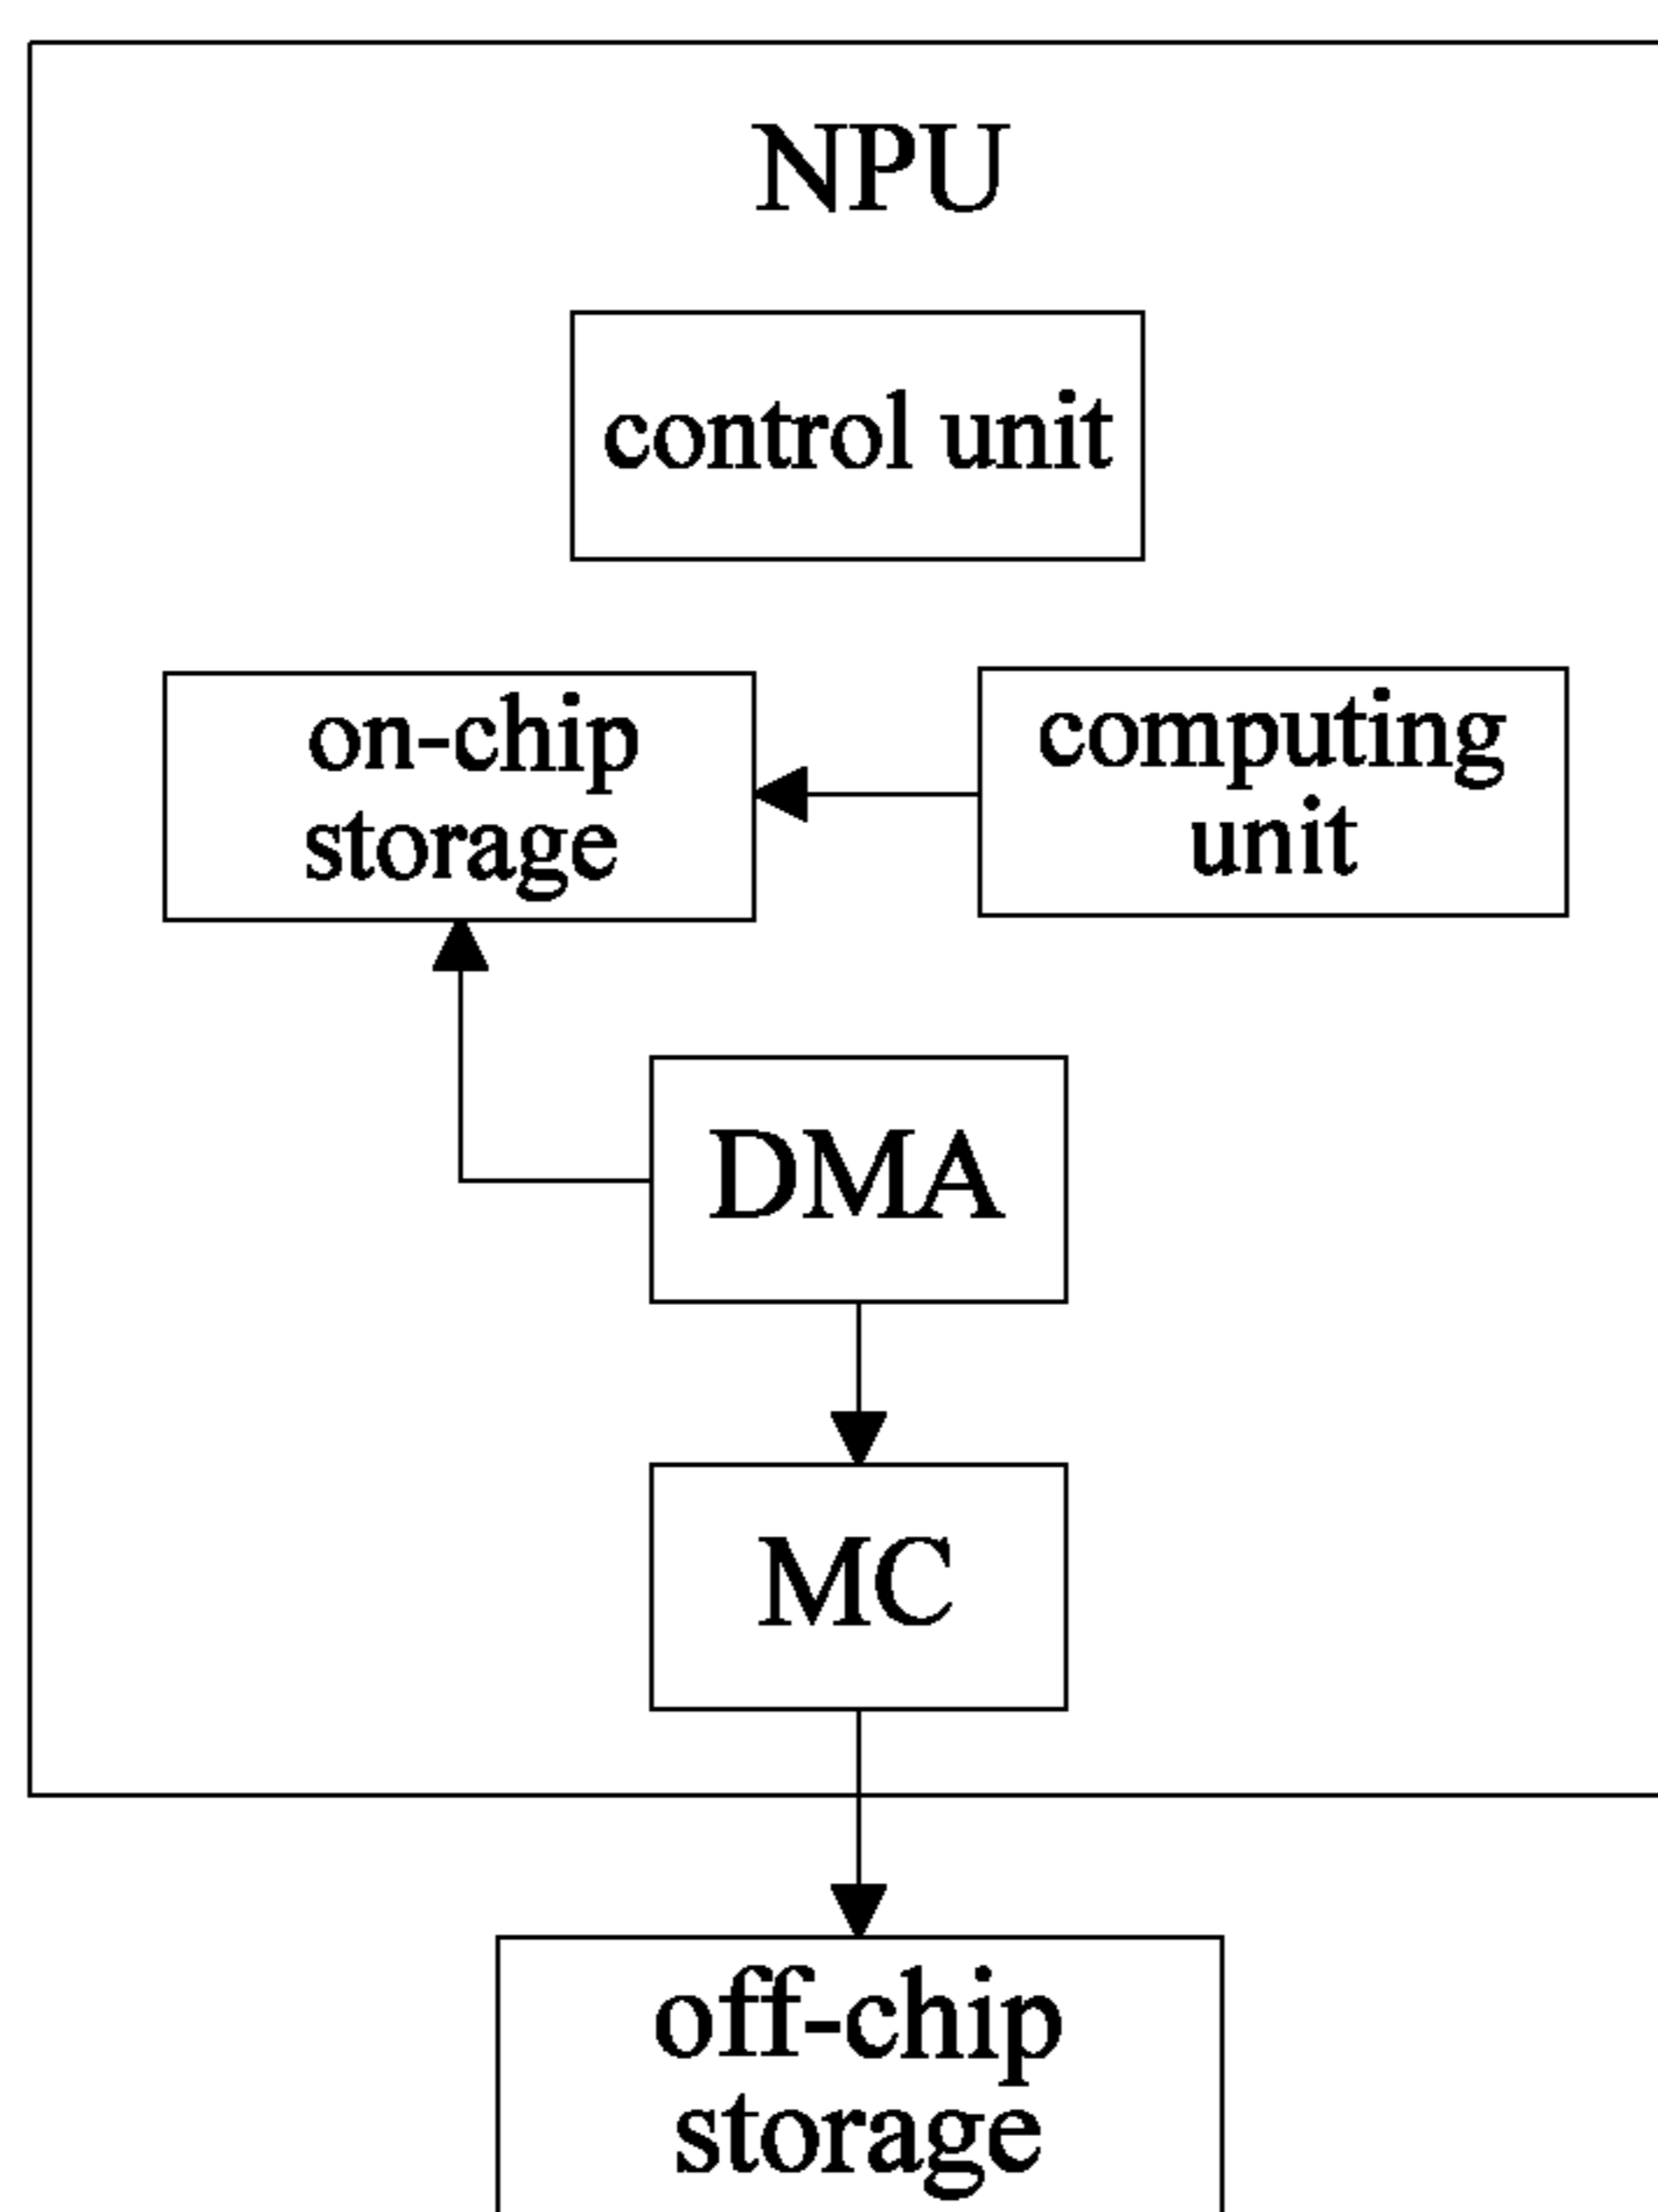 NPU
control unit
on-chip
storage
computing
unit
DMA
MC
off-chip
storage